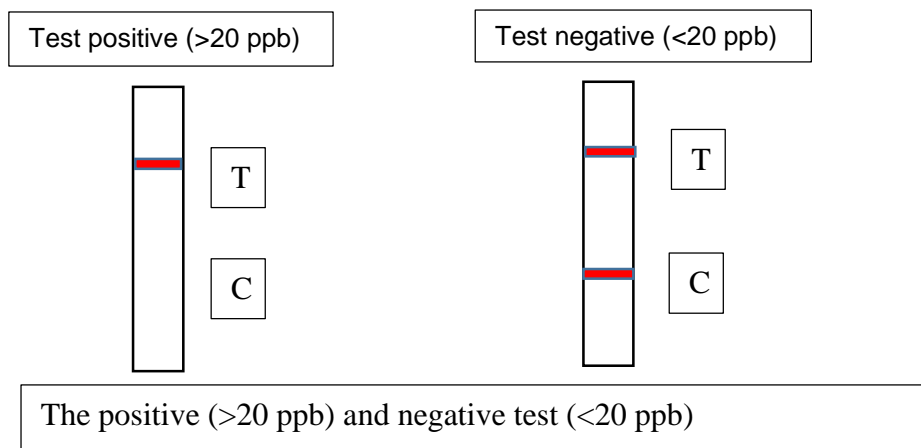 Test positive (>20 ppb)
Test negative (<20 ppb)
T
T
C
C
The positive (>20 ppb) and negative test (<20 ppb)